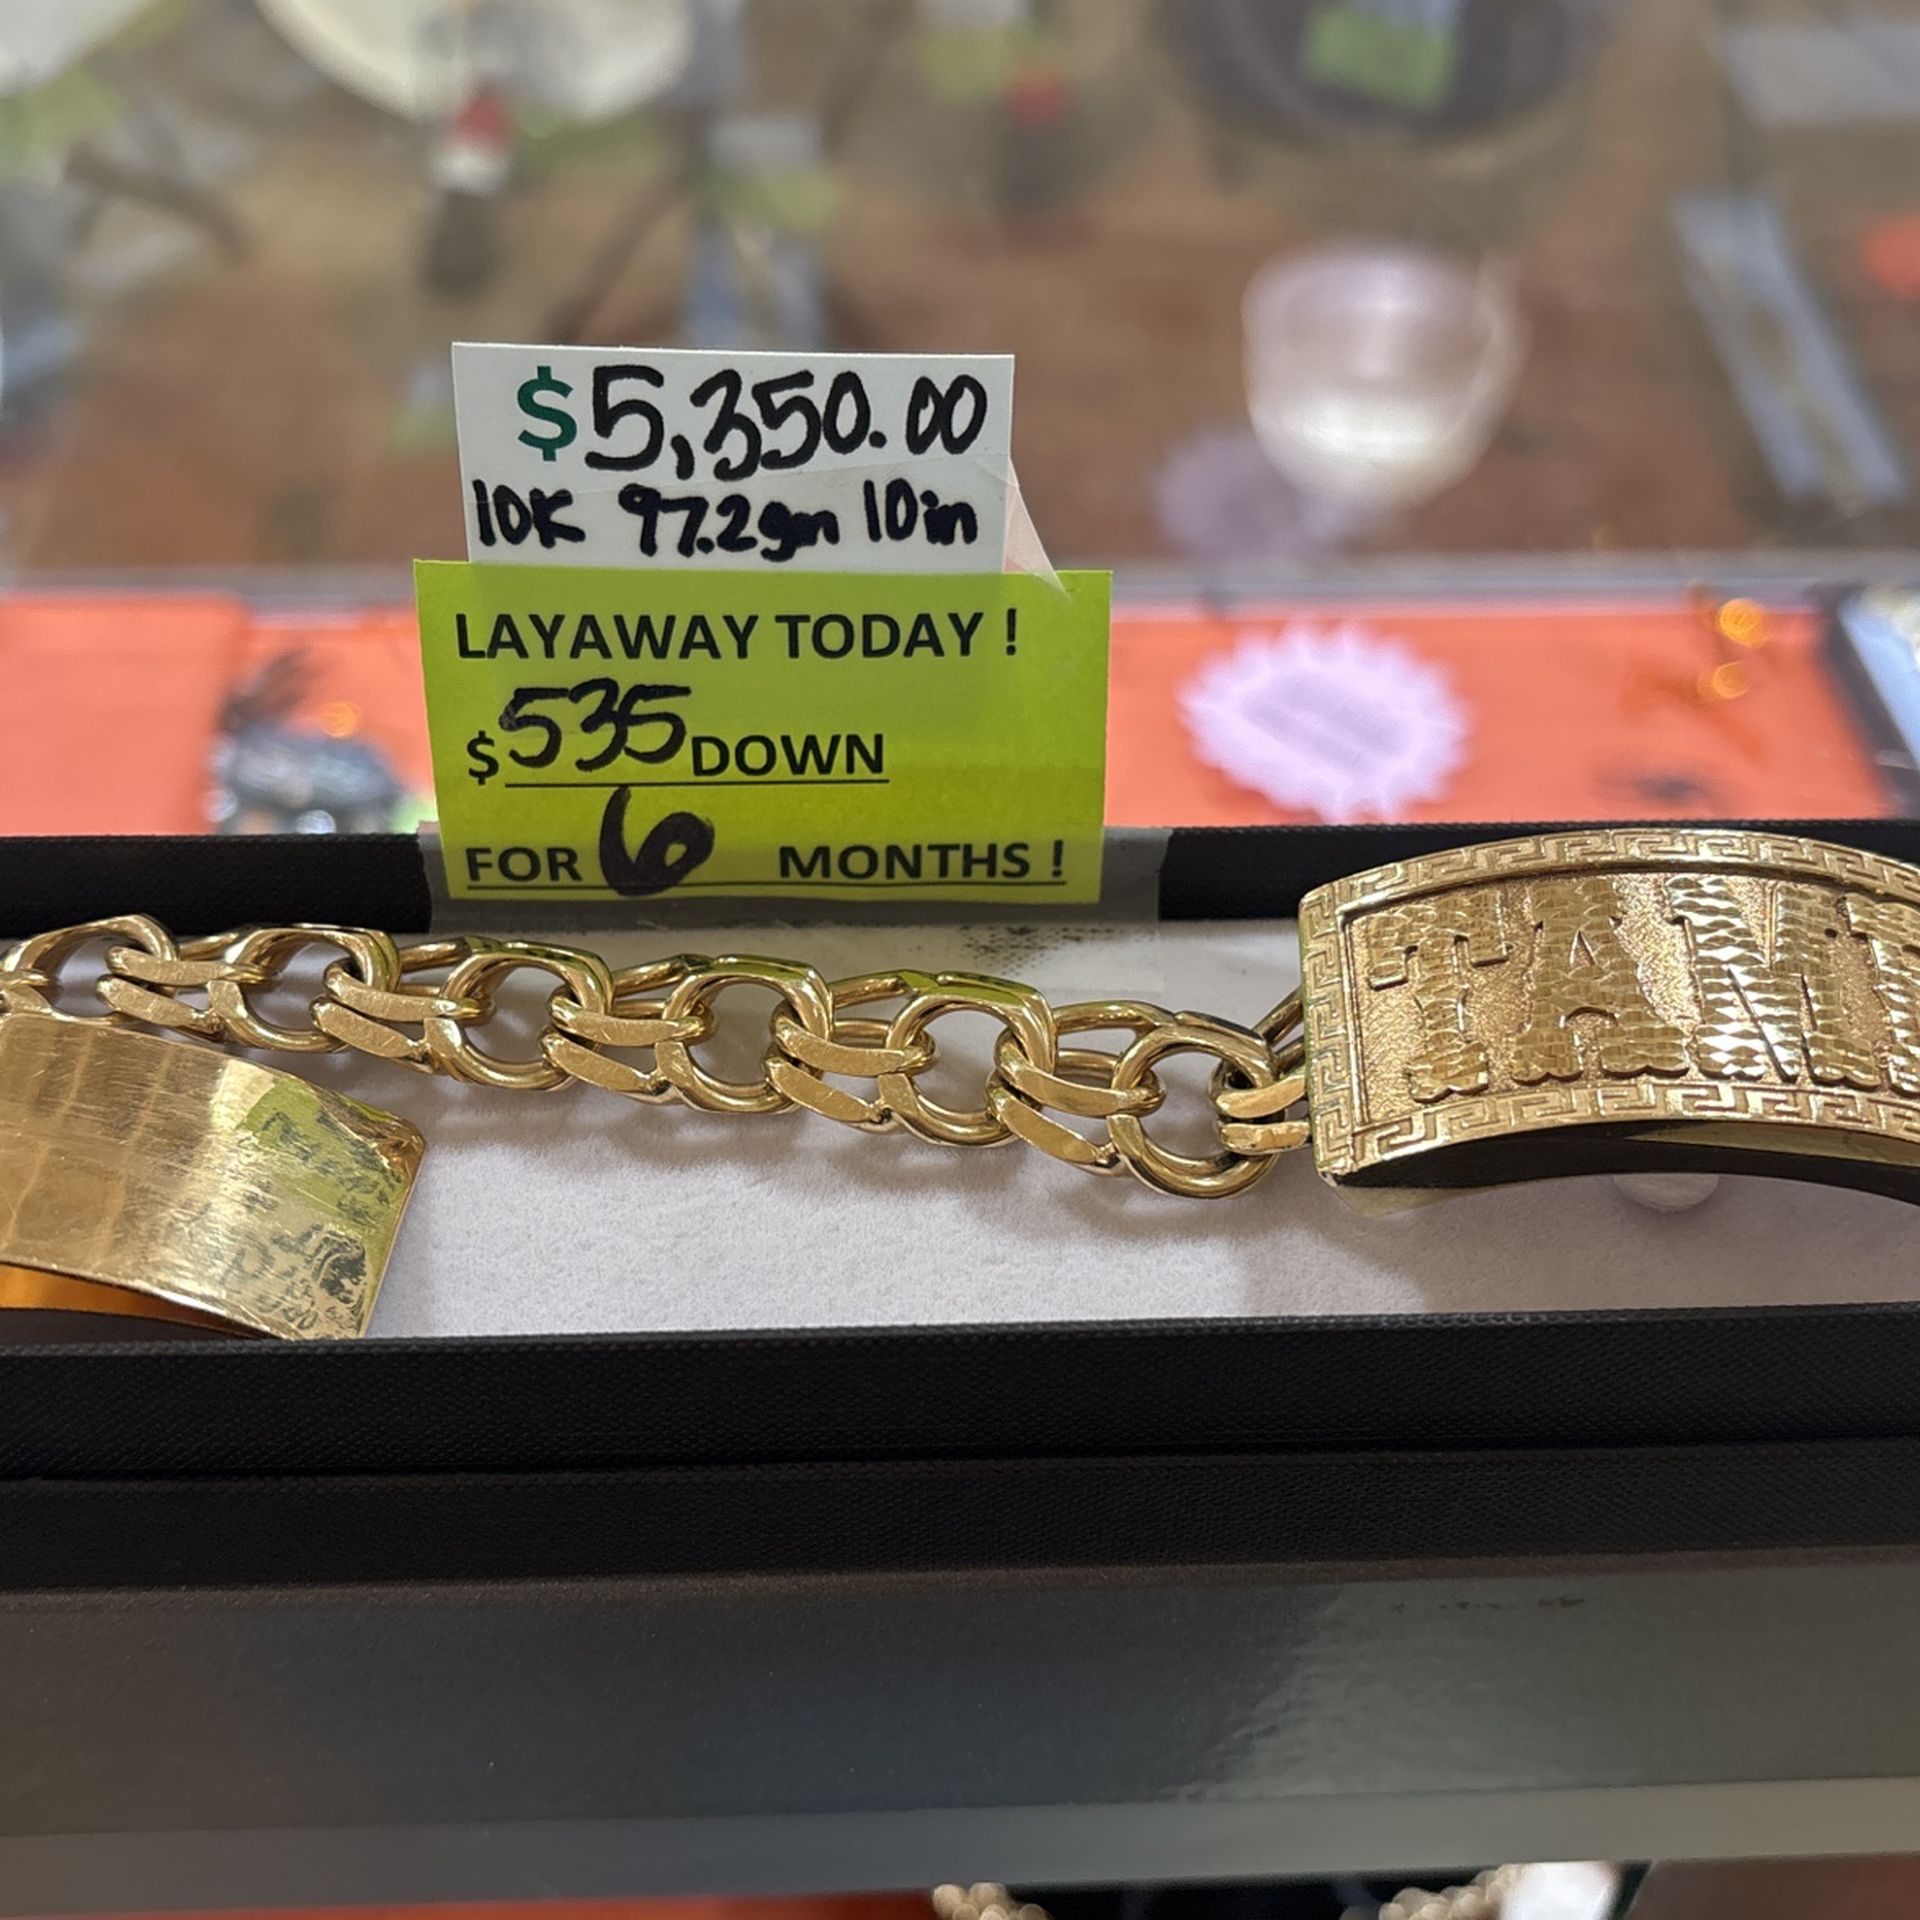 $5,350.00
10K 97.2gm 10in
LAYAWAY TODAY !
$535 DOWN
FOR 6 MONTHS !